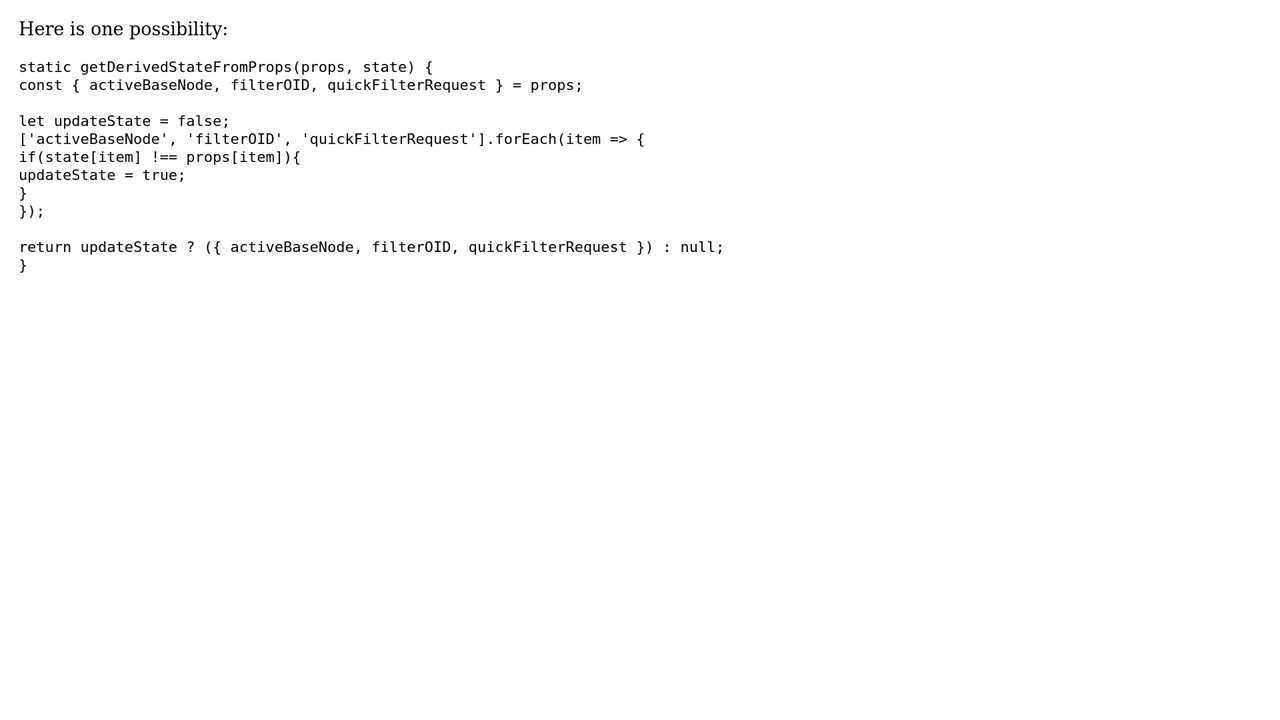 Here is one possibility:
static getDerivedStateFromProps(props, state) {
const { activeBaseNode, filterOID, quickFilterRequest } = props;
let updateState = false;
['activeBaseNode', 'filterOID', 'quickFilterRequest'].forEach(item => {
if(state[item] !== props[item]){
updateState = true;
}
});
return updateState ? ({ activeBaseNode, filterOID, quickFilterRequest }) : null;
}